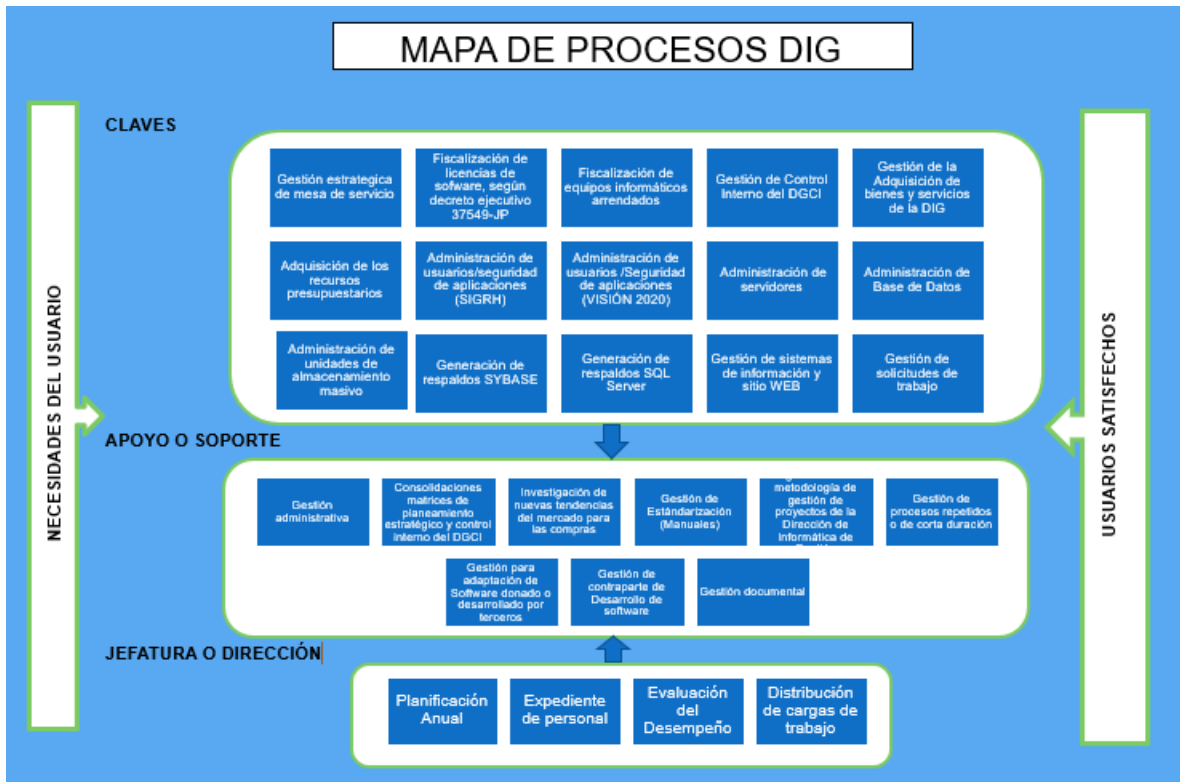 MAPA DE PROCESOS DIG
NECESIDADES DEL USUARIO
CLAVES
Gestión estrategica
de mesa de servicio
Fiscalización de
licencias de
sofware, según
decreto ejecutivo
37549-JP
Fiscalización de
equipos informáticos
arrendados
Gestión de Control
Interno del DGCI
Gestión de la
Adquisición de
bienes y servicios
de la DIG
Adquisición de los
recursos
presupuestarios
Administración de
usuarios/seguridad
de aplicaciones
(SIGRH)
Administración de
usuarios /Seguridad
de aplicaciones
(VISIÓN 2020)
Administración de
servidores
Administración de
Base de Datos
Administración de
unidades de
almacenamiento
masivo
Generación de
respaldos SYBASE
Generación de
respaldos SQL
Server
Gestión de sistemas
de información y
sitio WEB
Gestión de
solicitudes de
trabajo
APOYO O SOPORTE
Gestión
administrativa
Consolidaciones
matrices de
planeamiento
estratégico y control
interno del DGCI
Investigación de
nuevas tendencias
del mercado para
las compras
Gestión de
Estándarización
(Manuales)
metodología de
gestión de
proyectos de la
Dirección de
Informática de
Gestión de
procesos repetidos
o de corta duración
Gestión para
adaptación de
Software donado o
desarrollado por
terceros
Gestión de
contraparte de
Desarrollo de
software
Gestión documental
JEFATURA O DIRECCIÓN
Planificación
Anual
Expediente
de personal
Evaluación
del
Desempeño
Distribución
de cargas de
trabajo
USUARIOS SATISFECHOS